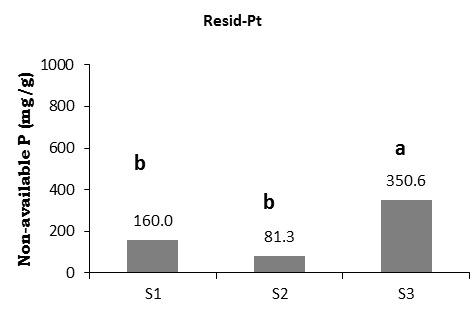 Resid-Pt
Non-available P (mg/g)
1000
800
600
400
200
0
b
b
a
160.0
81.3
350.6
S1
S2
S3